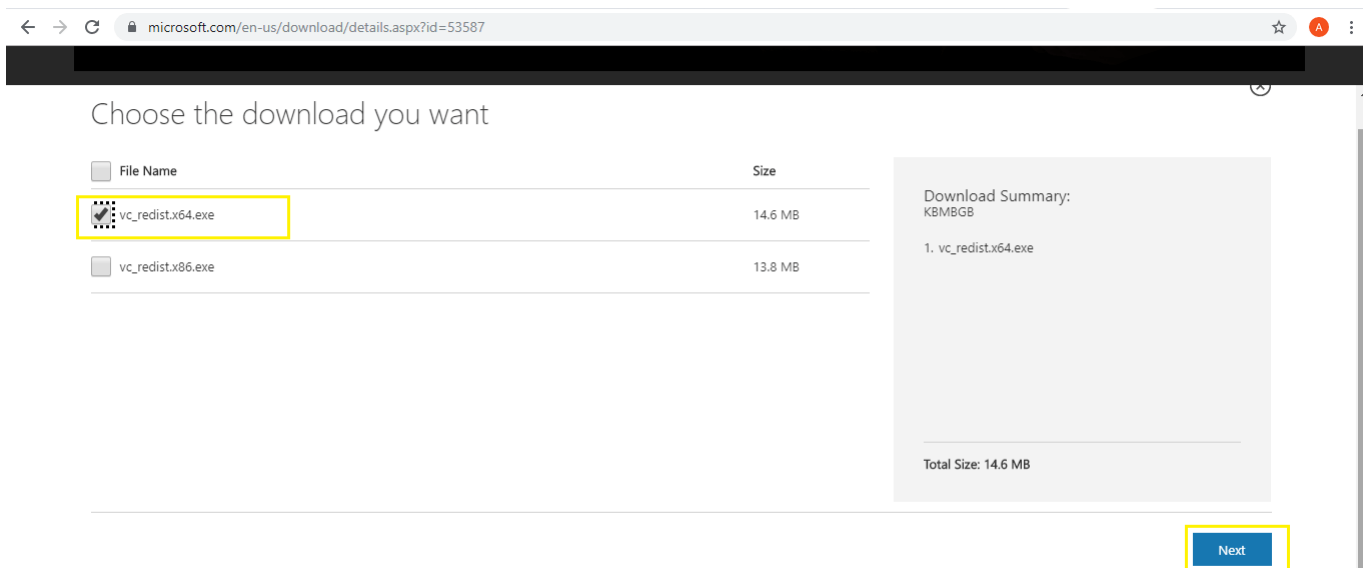 microsoft.com/en-us/download/details.aspx?id=53587
A
Choose the download you want
File Name Size
vc_redist.x64.exe 14.6 MB
vc_redist.x86.exe 13.8 MB
Download Summary:
KBMBGB
1. vc_redist.x64.exe
Total Size: 14.6 MB
Next